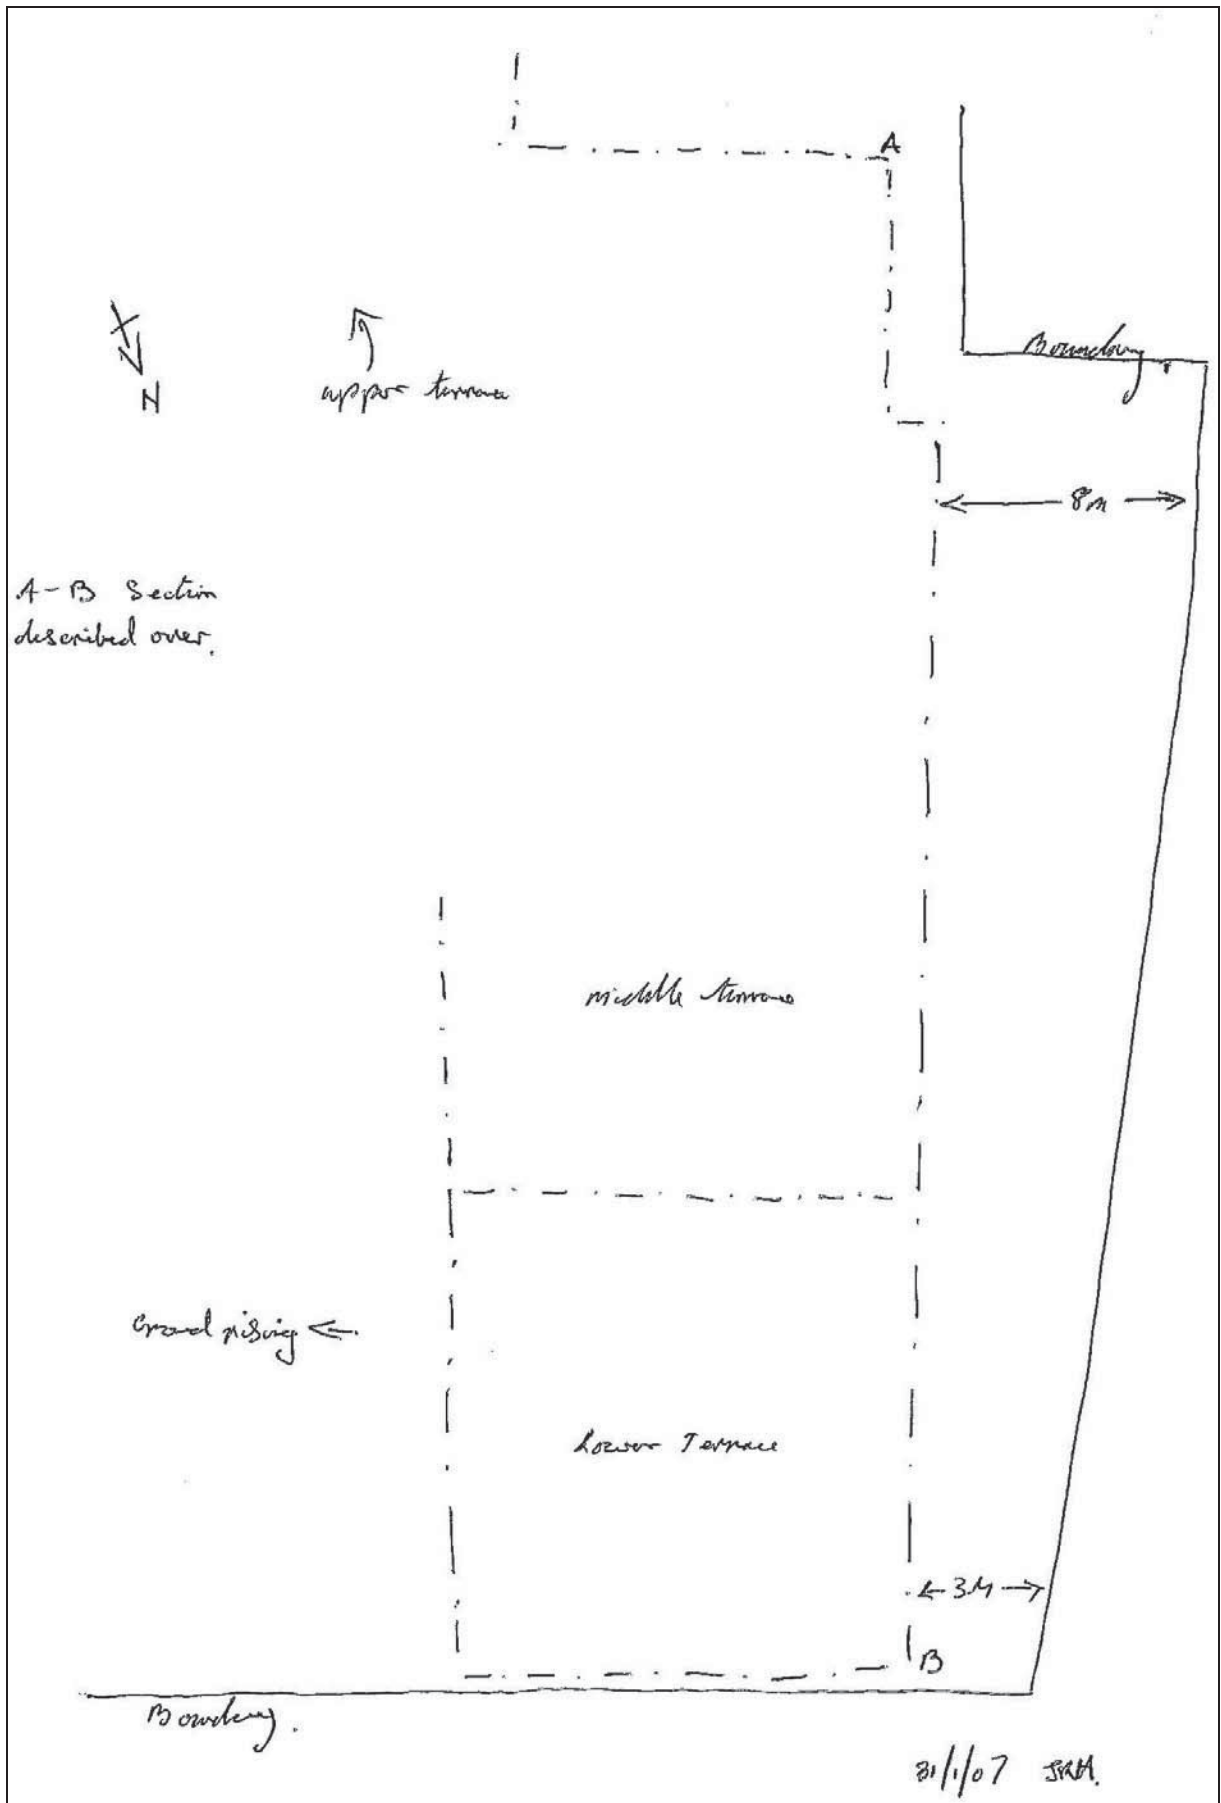 A
Boundary.
N
upper terrace
8m
A-B Section
described over.
middle terrace
Ground rising
Lower Terrace
3M
B
Boundary.
31/1/07